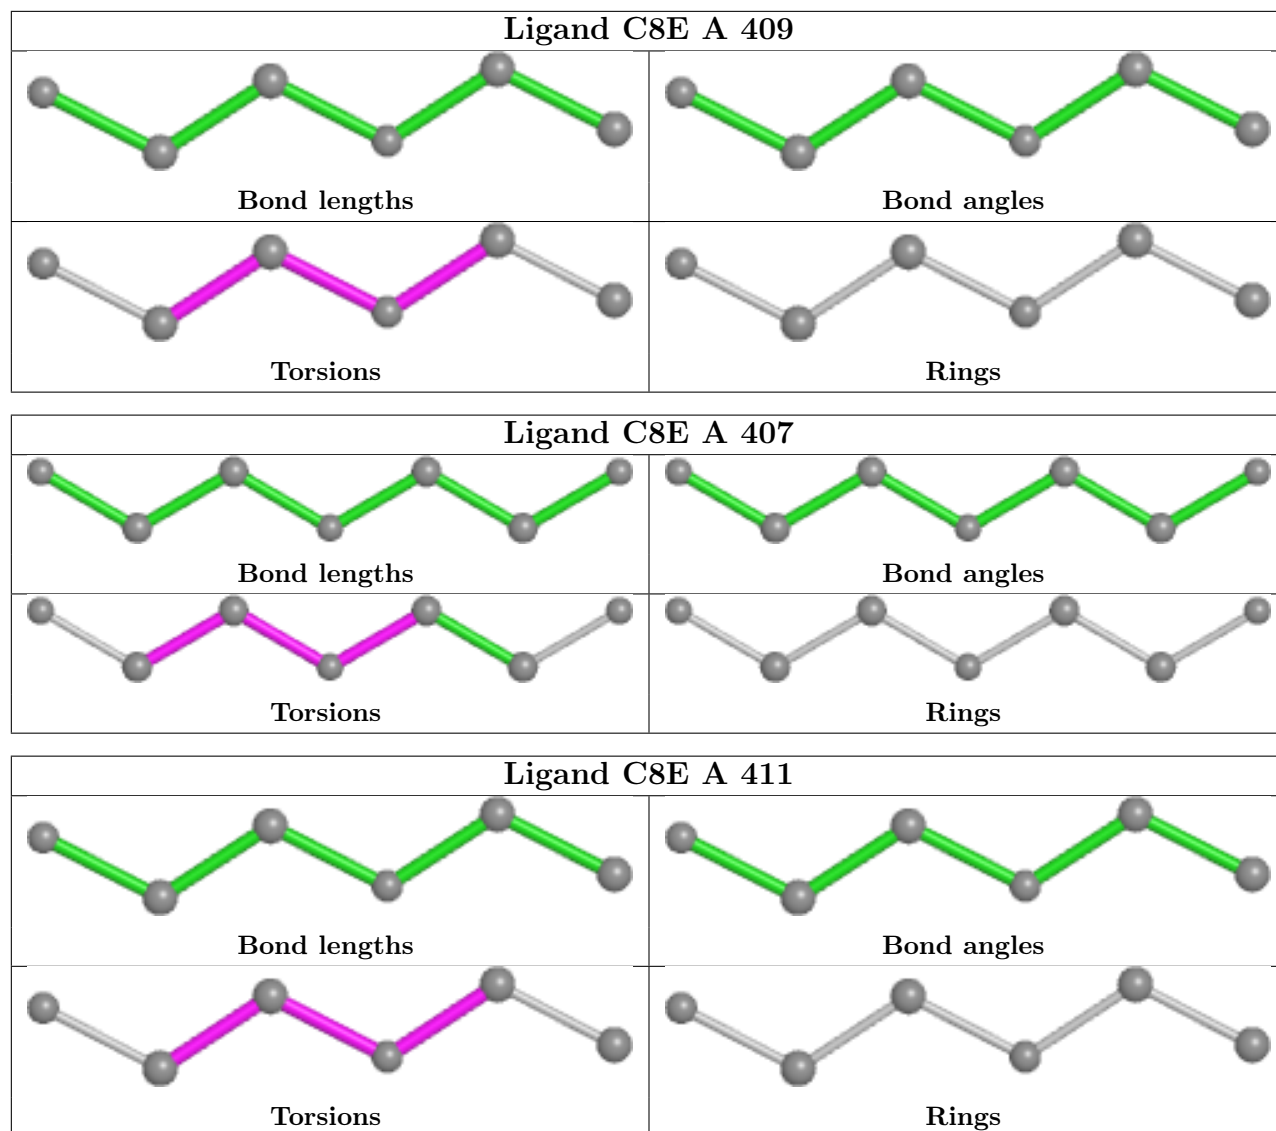 Ligand C8E A 409
Bond lengths
Bond angles
Torsions
Rings
Ligand C8E A 407
Bond lengths
Bond angles
Torsions
Rings
Ligand C8E A 411
Bond lengths
Bond angles
Torsions
Rings